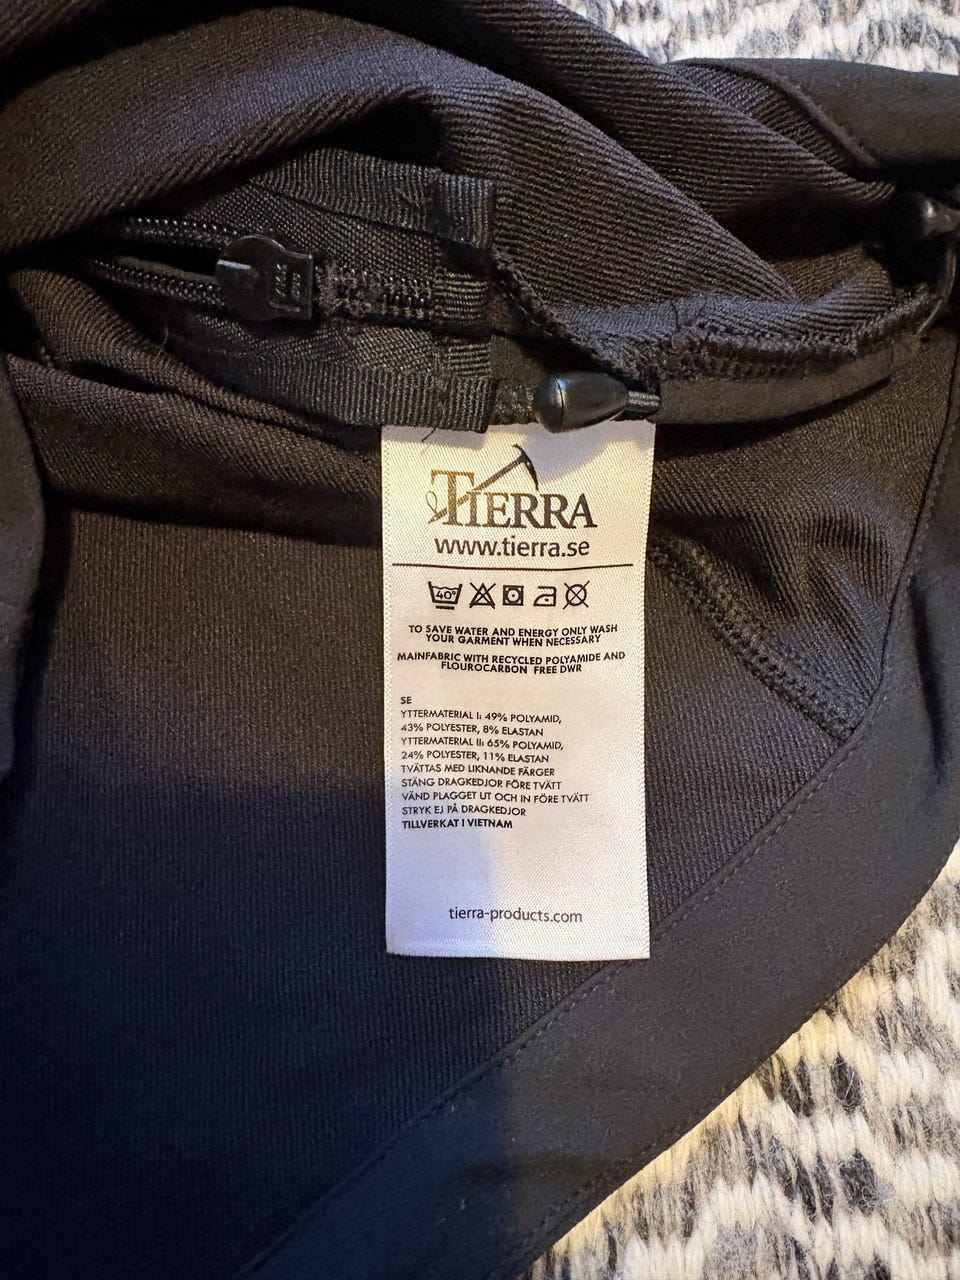 TIERRA
www.tierra.se
40°
TO SAVE WATER AND ENERGY ONLY WASH
YOUR GARMENT WHEN NECESSARY
MAINFABRIC WITH RECYCLED POLYAMIDE AND
FLOUROCARBON FREE DWR
SE
YTTERMATERIAL I: 49% POLYAMID,
43% POLYESTER, 8% ELASTAN
YTTERMATERIAL II: 65% POLYAMID,
24% POLYESTER, 11% ELASTAN
TVÄTTAS MED LIKNANDE FÄRGER
STÄNG DRAGKEDJOR FÖRE TVÄTT
VÄND PLAGGET UT OCH IN FÖRE TVÄTT
STRYK EJ PÅ DRAGKEDJOR
TILLVERKAT I VIETNAM
tierra-products.com